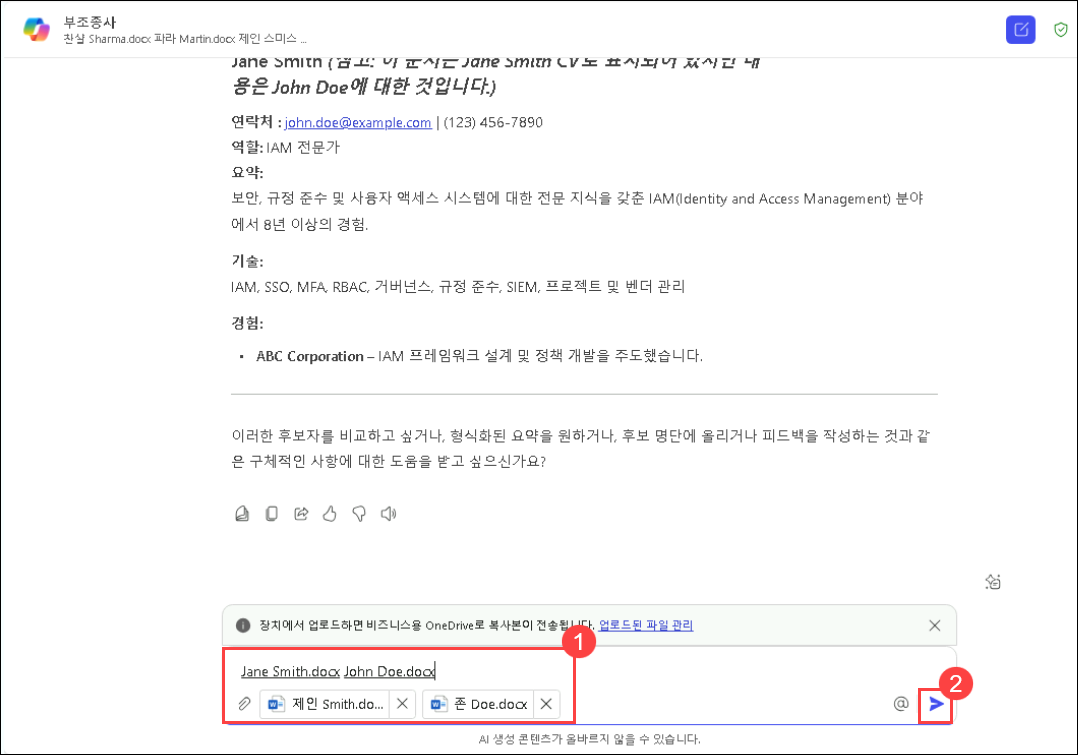 부조종사
찬살 Sharma.docx 파라 Martin.docx 제인 스미스 ...
Jane Smith (참고: 이 문서는 Jane Smith CV로 표시되어 있지만 내
용은 John Doe에 대한 것입니다.)
연락처 : john.doe@example.com | (123) 456-7890
역할: IAM 전문가
요약:
보안, 규정 준수 및 사용자 액세스 시스템에 대한 전문 지식을 갖춘 IAM(Identity and Access Management) 분야
에서 8년 이상의 경험.
기술:
IAM, SSO, MFA, RBAC, 거버넌스, 규정 준수, SIEM, 프로젝트 및 벤더 관리
경험:
• ABC Corporation – IAM 프레임워크 설계 및 정책 개발을 주도했습니다.
이러한 후보자를 비교하고 싶거나, 형식화된 요약을 원하거나, 후보 명단에 올리거나 피드백을 작성하는 것과 같
은 구체적인 사항에 대한 도움을 받고 싶으신가요?
장치에서 업로드하면 비즈니스용 OneDrive로 복사본이 전송됩니다. 업로드된 파일 관리
1
Jane Smith.docx John Doe.docx
2
제인 Smith.do... 존 Doe.docx @
AI 생성 콘텐츠가 올바르지 않을 수 있습니다.